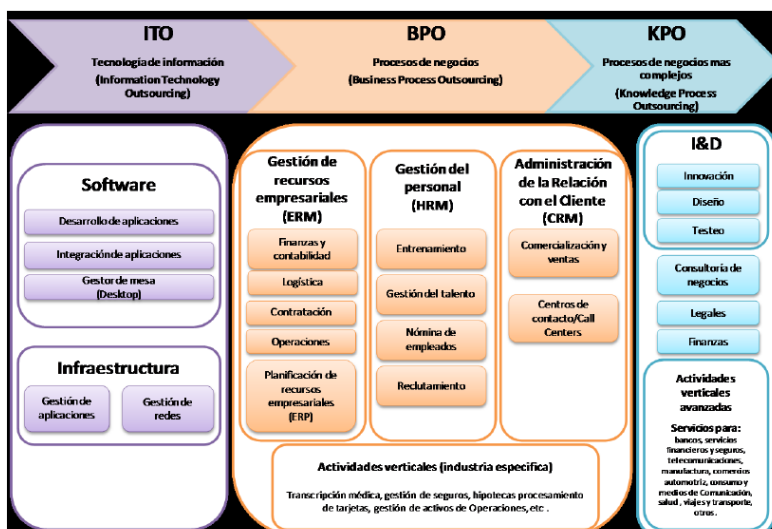 ITO
Tecnología de información
(Information Technology
Outsourcing)
BPO
Procesos de negocios
(Business Process Outsourcing)
KPO
Procesos de negocios mas
complejos
(Knowledge Process
Outsourcing)
Software
Desarrollo de aplicaciones
Integración de aplicaciones
Gestor de mesa
(Desktop)
Infraestructura
Gestión de
aplicaciones
Gestión de
redes
Gestión de
recursos
empresariales
(ERM)
Finanzas y
contabilidad
Logística
Contratación
Operaciones
Planificación de
recursos
empresariales
(ERP)
Gestión del
personal
(HRM)
Entrenamiento
Gestión del talento
Nómina de
empleados
Reclutamiento
Administración
de la Relación
con el Cliente
(CRM)
Comercialización y
ventas
Centros de
contacto/Call
Centers
Actividades verticales (industria especifica)
Transcripción médica, gestión de seguros, hipotecas procesamiento
de tarjetas, gestión de activos de Operaciones, etc .
I&D
Innovación
Diseño
Testeo
Consultoría de
negocios
Legales
Finanzas
Actividades
verticales
avanzadas
Servicios para:
bancos, servicios
financieros y seguros,
telecomunicaciones,
manufactura, comercios
automotriz, consumo y
medios de Comunicación,
salud , viajes y transporte,
otros .